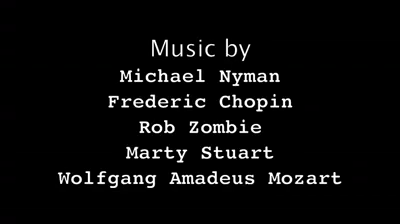 Music by
Michael Nyman
Frederic Chopin
Rob Zombie
Marty Stuart
Wolfgang Amadeus Mozart